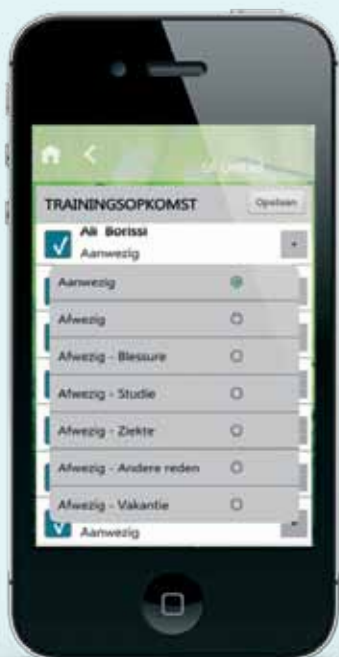 TRAININGSOPKOMST
Opslaan
Ali Borissi
Aanwezig
Aanwezig
Afwezig
Afwezig - Blessure
Afwezig - Studie
Afwezig - Ziekte
Afwezig - Andere reden
Afwezig - Vakantie
Aanwezig